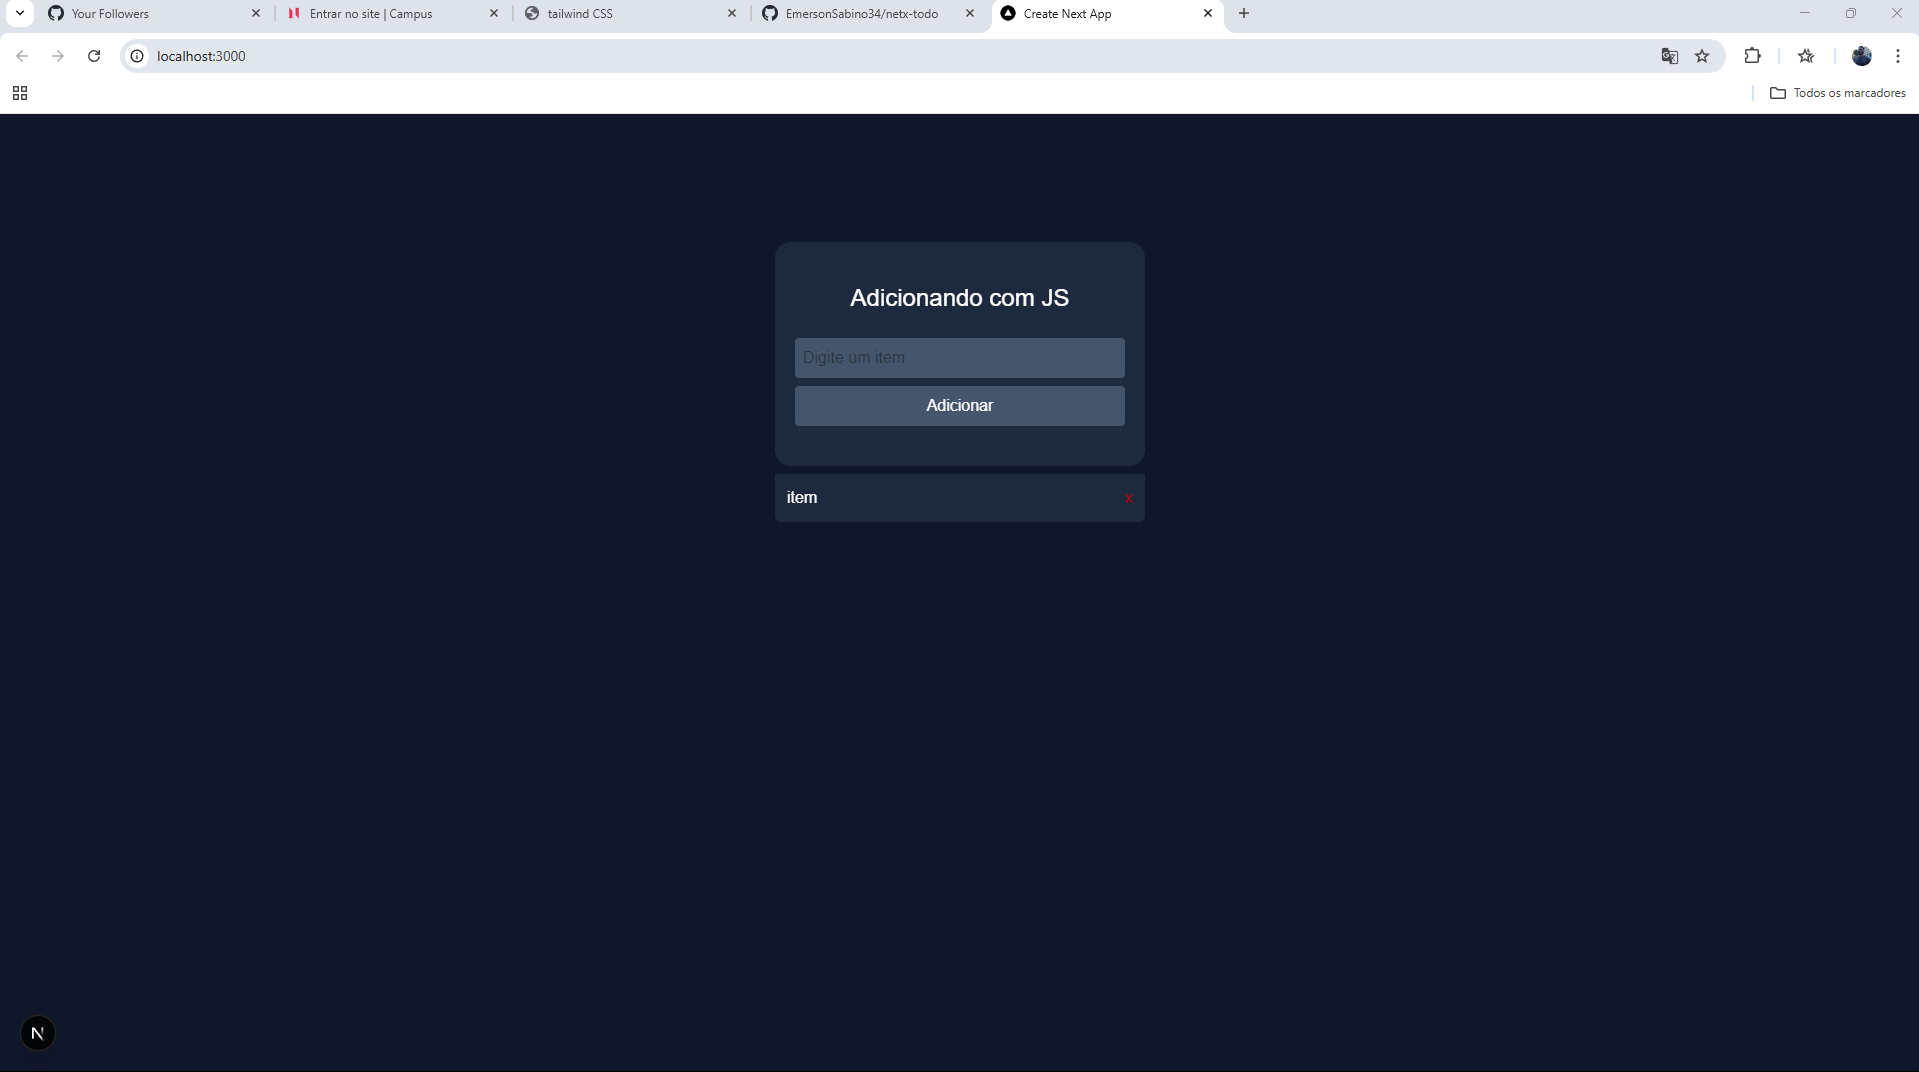 Your Followers
Entrar no site | Campus
tailwind CSS
EmersonSabino34/netx-todo
Create Next App
localhost:3000
Todos os marcadores
Adicionando com JS
Digite um item
Adicionar
item x
N